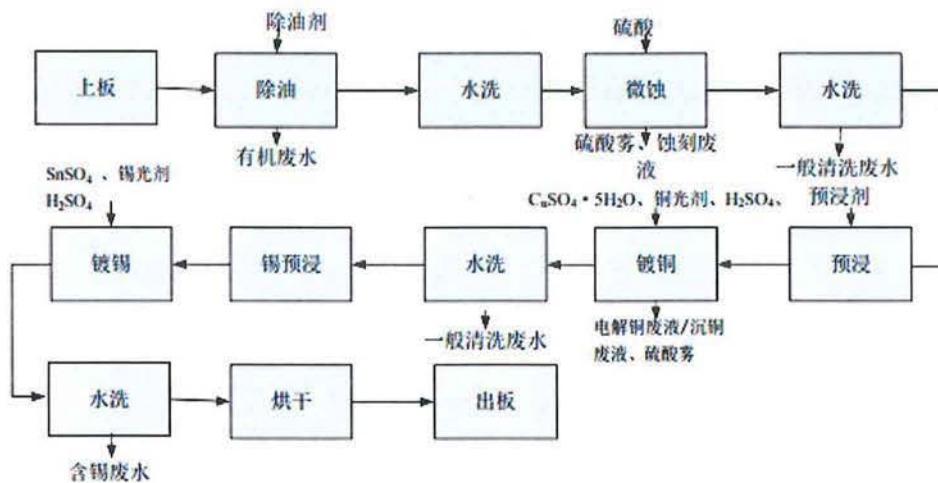 除油剂
硫酸
上板
除油
水洗
微蚀
水洗
有机废水
硫酸雾、蚀刻废
液
一般清洗废水
SnSO₄ 、锡光剂
H₂SO₄
CuSO₄·5H₂O、铜光剂、H₂SO₄、
预浸剂
镀锡
锡预浸
水洗
镀铜
预浸
一般清洗废水
电解铜废液/沉铜
废液、硫酸雾
水洗
烘干
出板
含锡废水